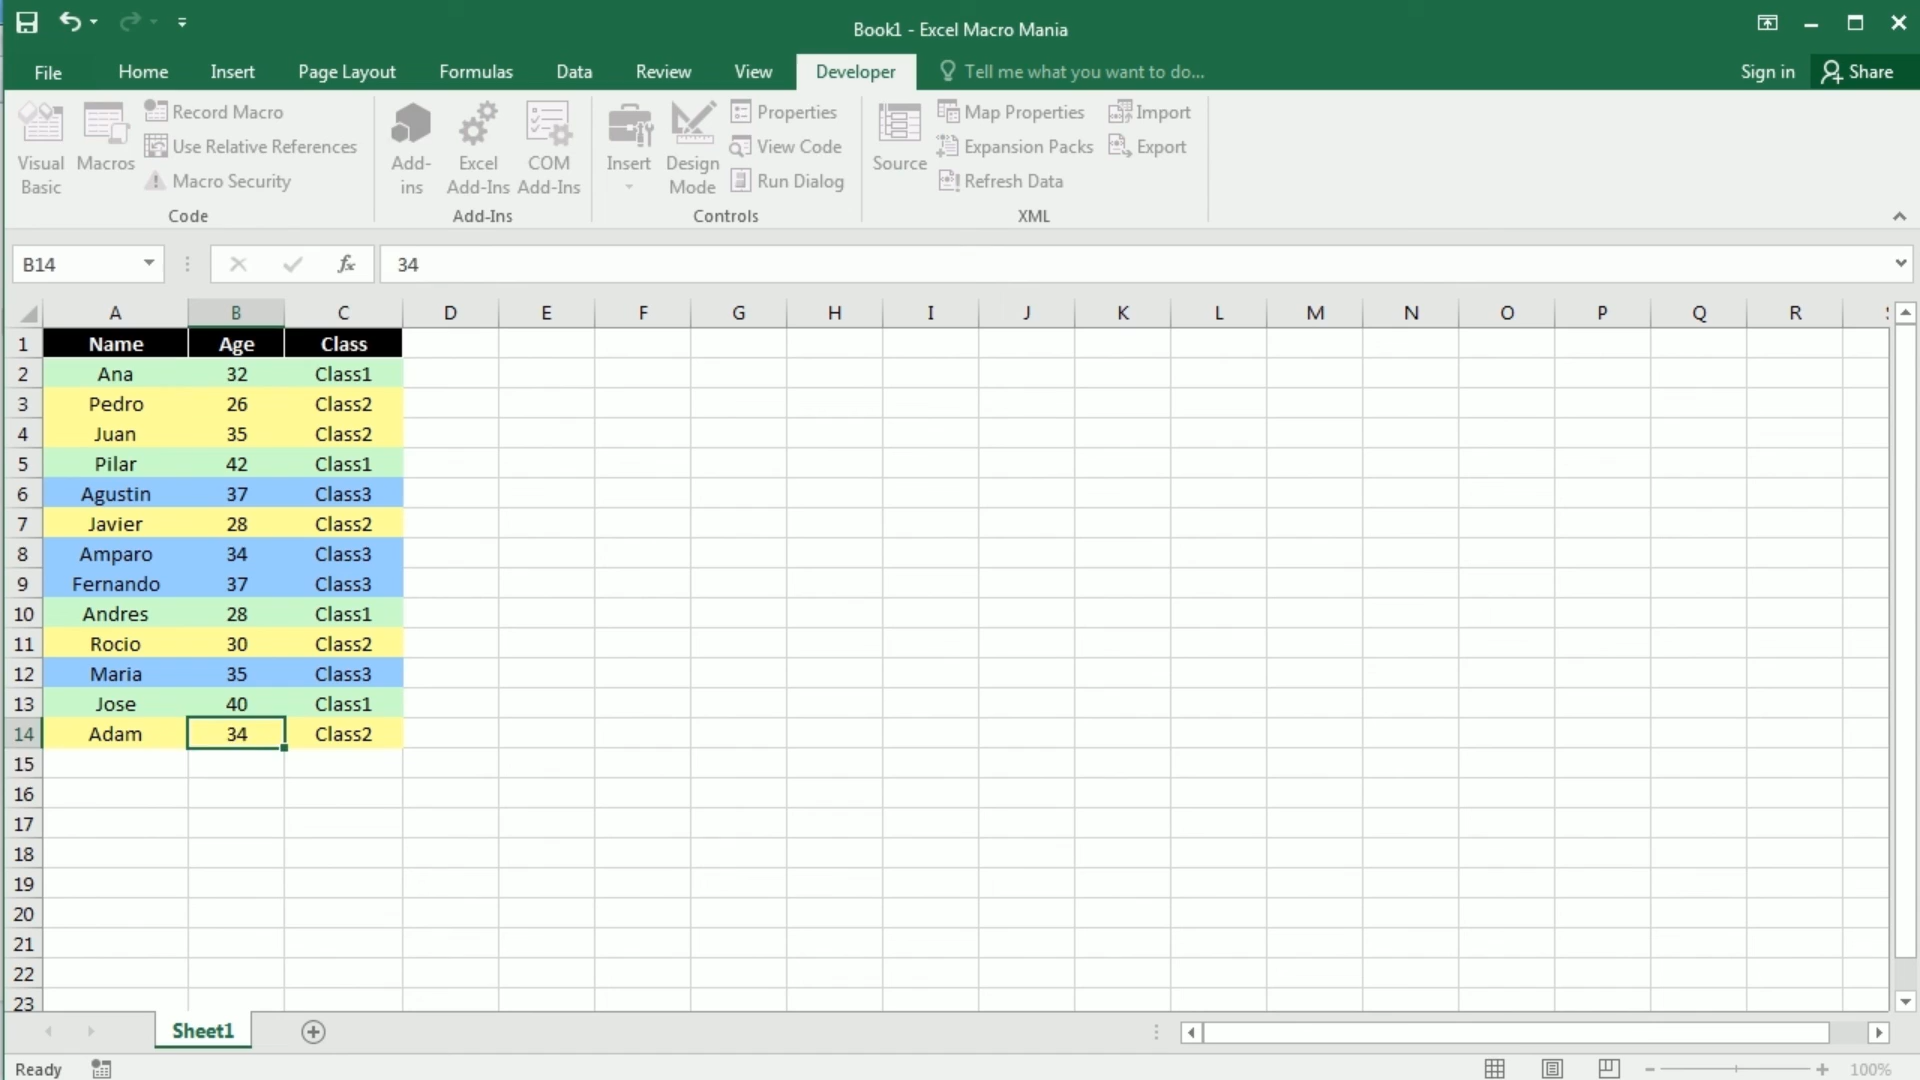 Book1 - Excel Macro Mania
File Home Insert Page Layout Formulas Data Review View Developer Tell me what you want to do... Sign in Share
Visual Basic
Macros
Record Macro
Use Relative References
Macro Security
Code
Add-ins
Excel Add-Ins
COM Add-Ins
Add-Ins
Insert
Design Mode
Properties
View Code
Run Dialog
Controls
Source
Map Properties
Expansion Packs
Refresh Data
Import
Export
XML
B14 fx 34
A B C D E F G H I J K L M N O P Q R
1 Name Age Class
2 Ana 32 Class1
3 Pedro 26 Class2
4 Juan 35 Class2
5 Pilar 42 Class1
6 Agustin 37 Class3
7 Javier 28 Class2
8 Amparo 34 Class3
9 Fernando 37 Class3
10 Andres 28 Class1
11 Rocio 30 Class2
12 Maria 35 Class3
13 Jose 40 Class1
14 Adam 34 Class2
15
16
17
18
19
20
21
22
23
Sheet1
Ready 100%